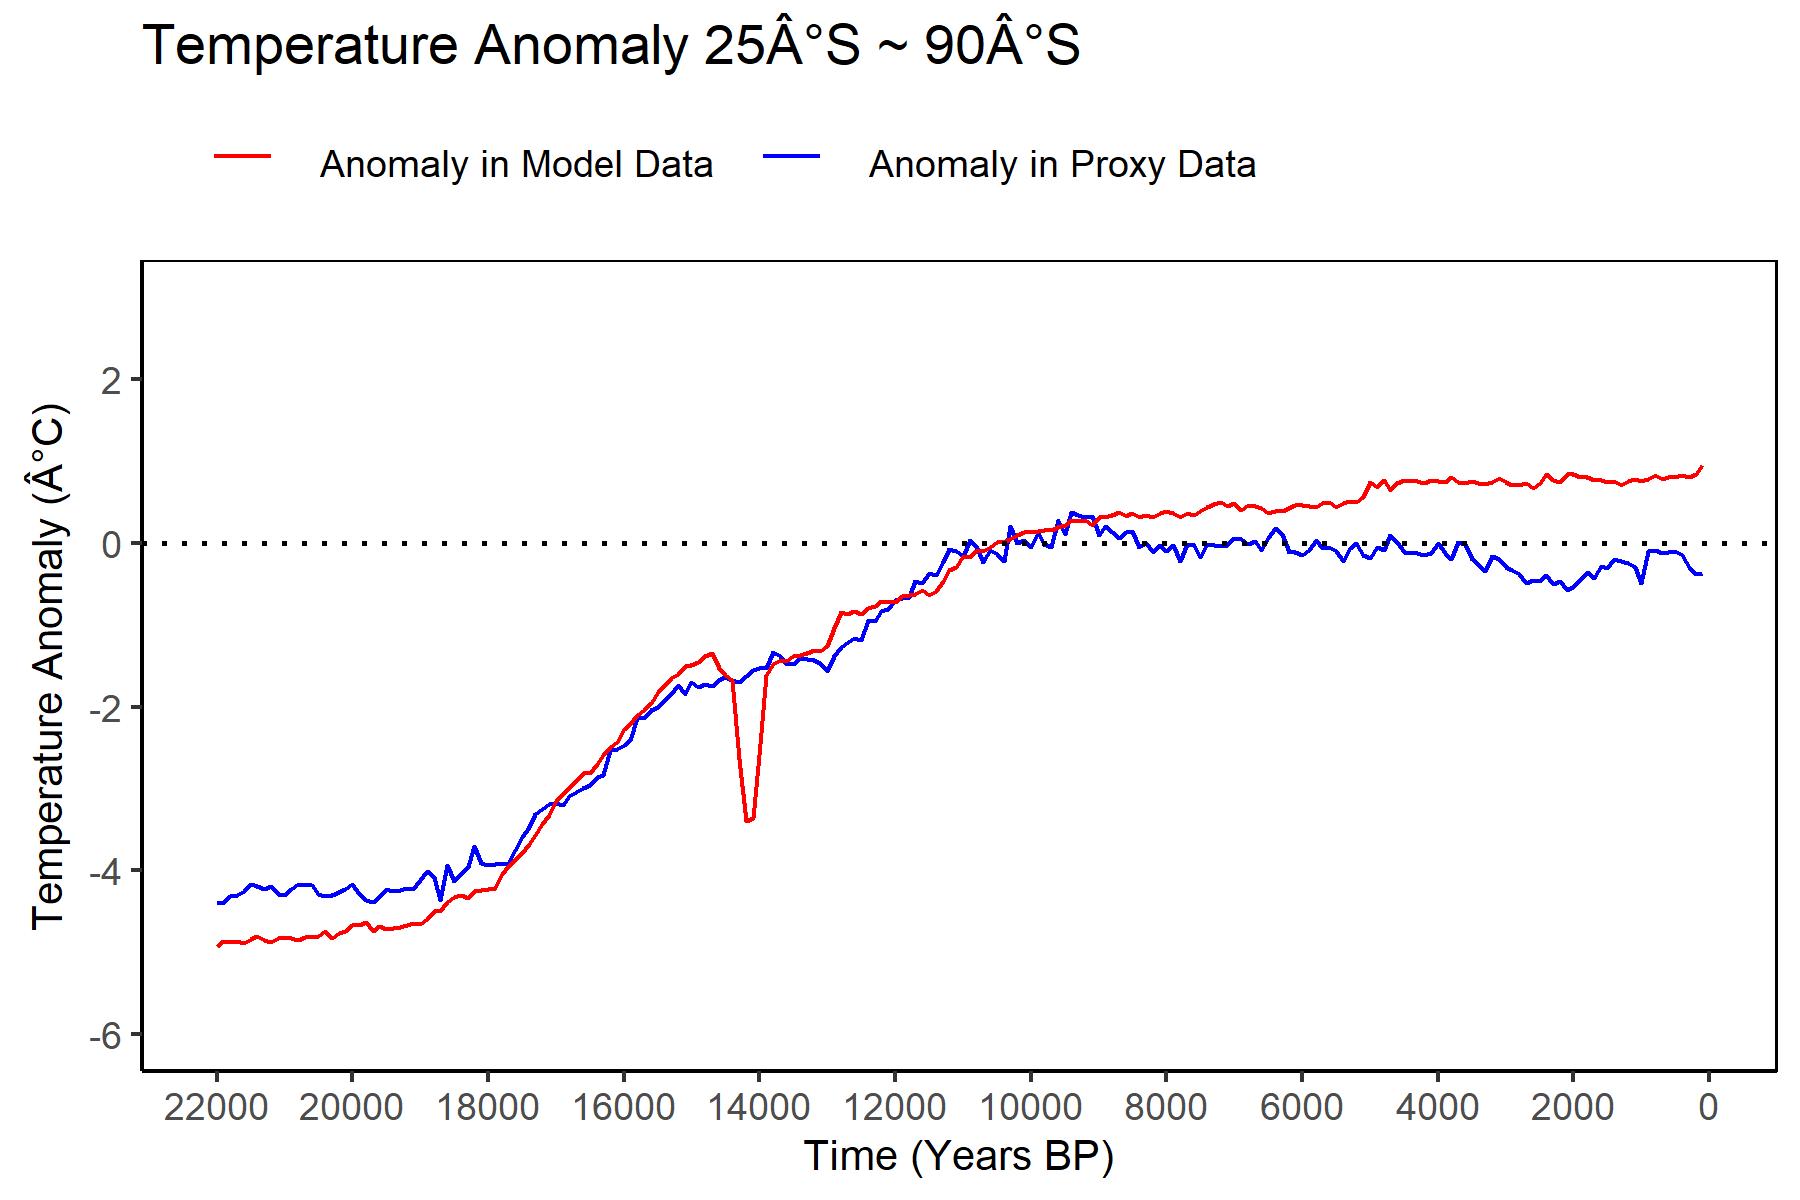 Temperature Anomaly 25Â°S ~ 90Â°S
Anomaly in Model Data Anomaly in Proxy Data
Temperature Anomaly (Â°C)
2
0
-2
-4
-6
22000 20000 18000 16000 14000 12000 10000 8000 6000 4000 2000 0
Time (Years BP)